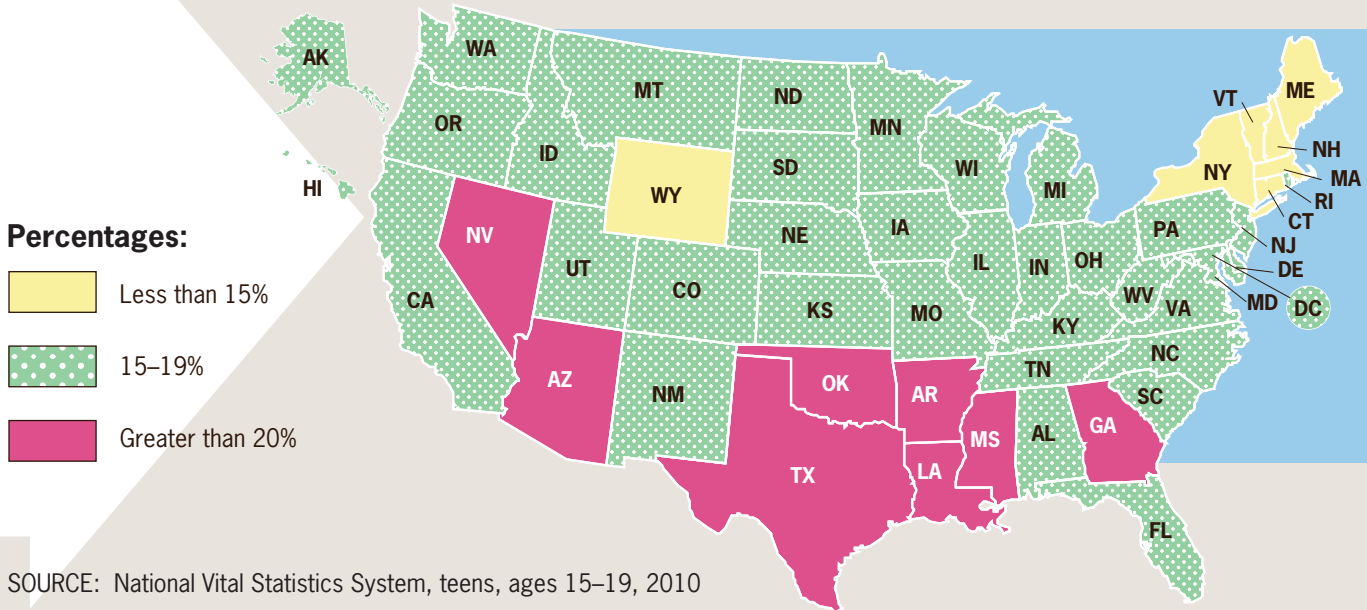 AK
WA
MT
ND
MN
VT
ME
OR
ID
SD
WI
MI
NY
NH
MA
RI
CT
HI
WY
Percentages:
NV
UT
NE
IA
PA
NJ
DE
Less than 15%
CA
CO
IL
IN
OH
WV
VA
MD
DC
KS
MO
KY
15–19%
AZ
NM
OK
AR
TN
NC
SC
Greater than 20%
TX
LA
MS
AL
GA
FL
SOURCE: National Vital Statistics System, teens, ages 15–19, 2010